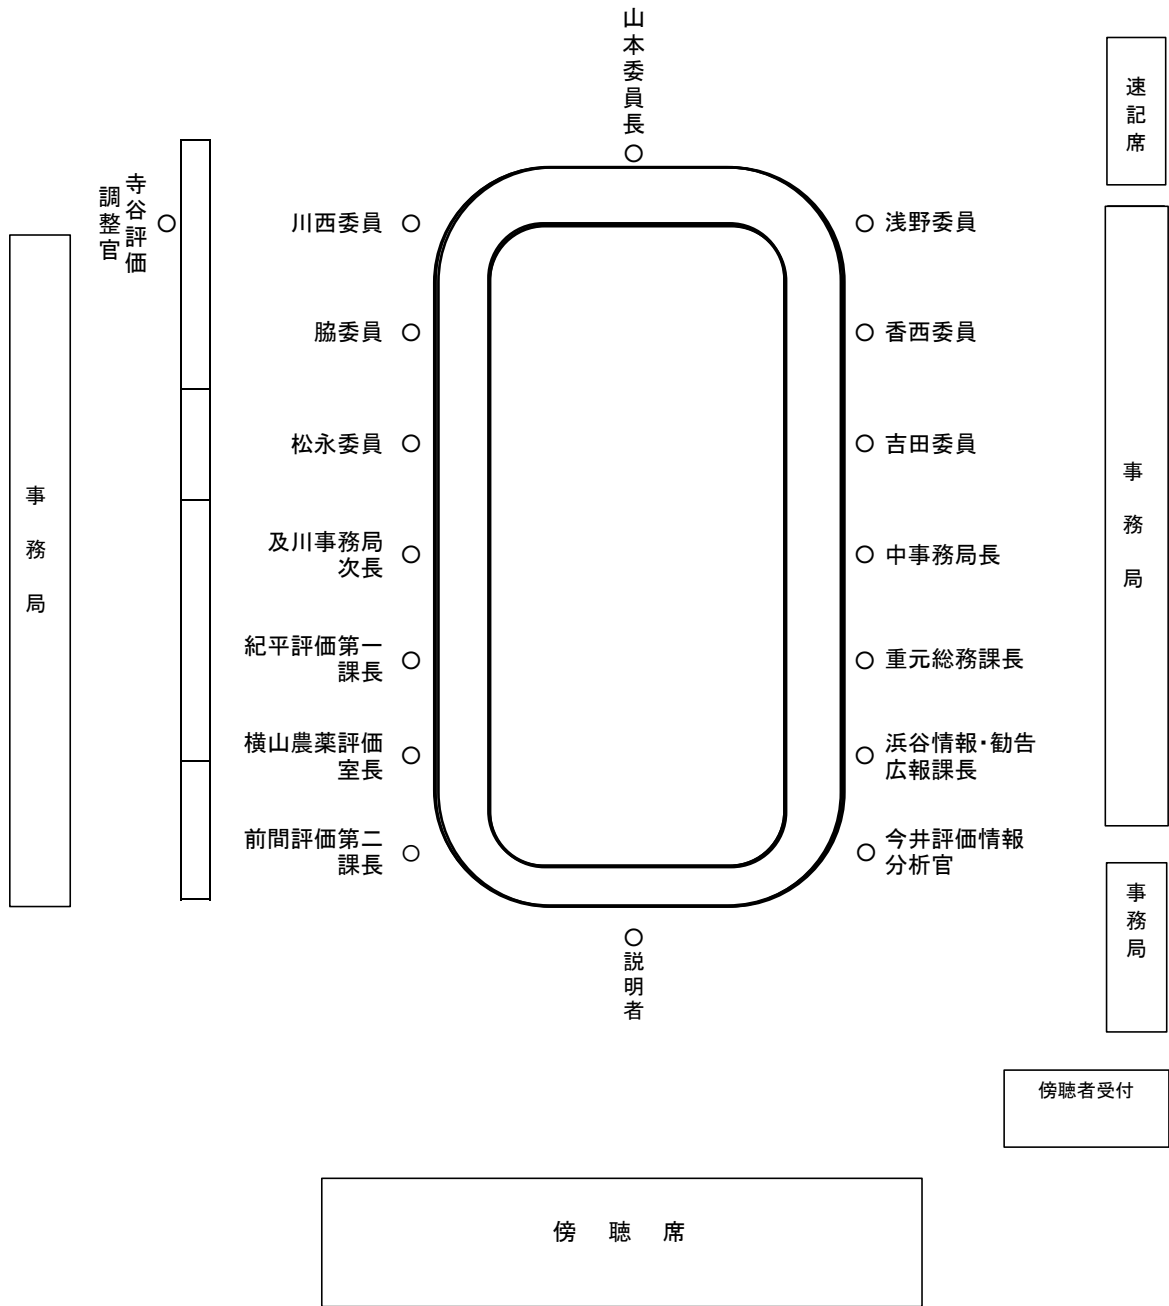 山本委員長
速記席
寺谷評価
調整官
川西委員
浅野委員
脇委員
香西委員
松永委員
吉田委員
事務局
事務局
及川事務局
次長
中事務局長
紀平評価第一
課長
重元総務課長
横山農薬評価
室長
浜谷情報・勧告
広報課長
前間評価第二
課長
今井評価情報
分析官
事務局
説明者
傍聴者受付
傍 聴 席